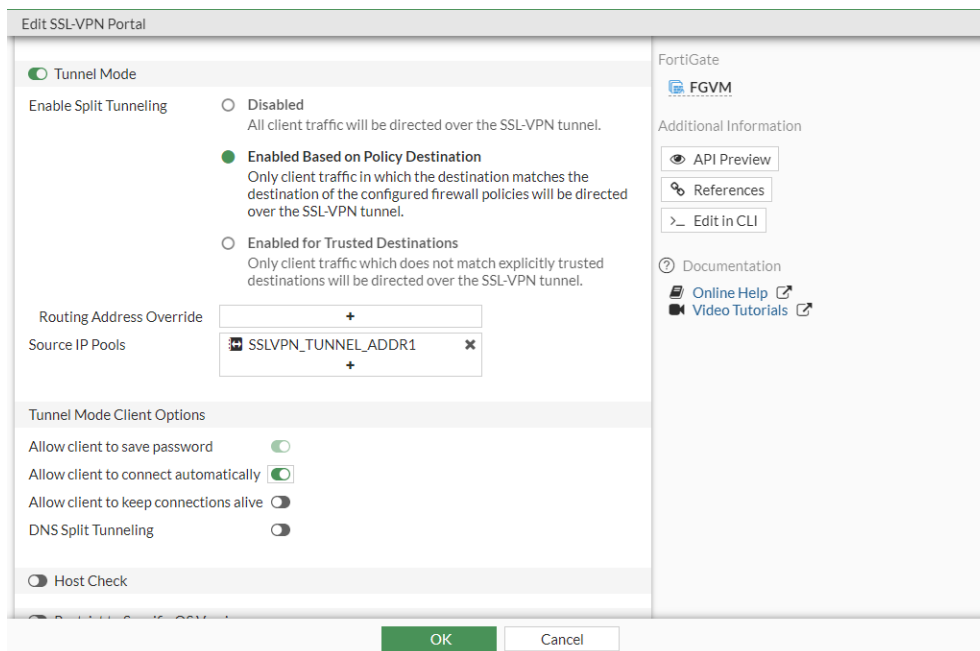 Edit SSL-VPN Portal
Tunnel Mode
Enable Split Tunneling
Disabled
All client traffic will be directed over the SSL-VPN tunnel.
Enabled Based on Policy Destination
Only client traffic in which the destination matches the
destination of the configured firewall policies will be directed
over the SSL-VPN tunnel.
Enabled for Trusted Destinations
Only client traffic which does not match explicitly trusted
destinations will be directed over the SSL-VPN tunnel.
Routing Address Override
+
Source IP Pools
SSLVPN_TUNNEL_ADDR1
+
Tunnel Mode Client Options
Allow client to save password
Allow client to connect automatically
Allow client to keep connections alive
DNS Split Tunneling
Host Check
OK
Cancel
FortiGate
FGVM
Additional Information
API Preview
References
>_ Edit in CLI
Documentation
Online Help
Video Tutorials